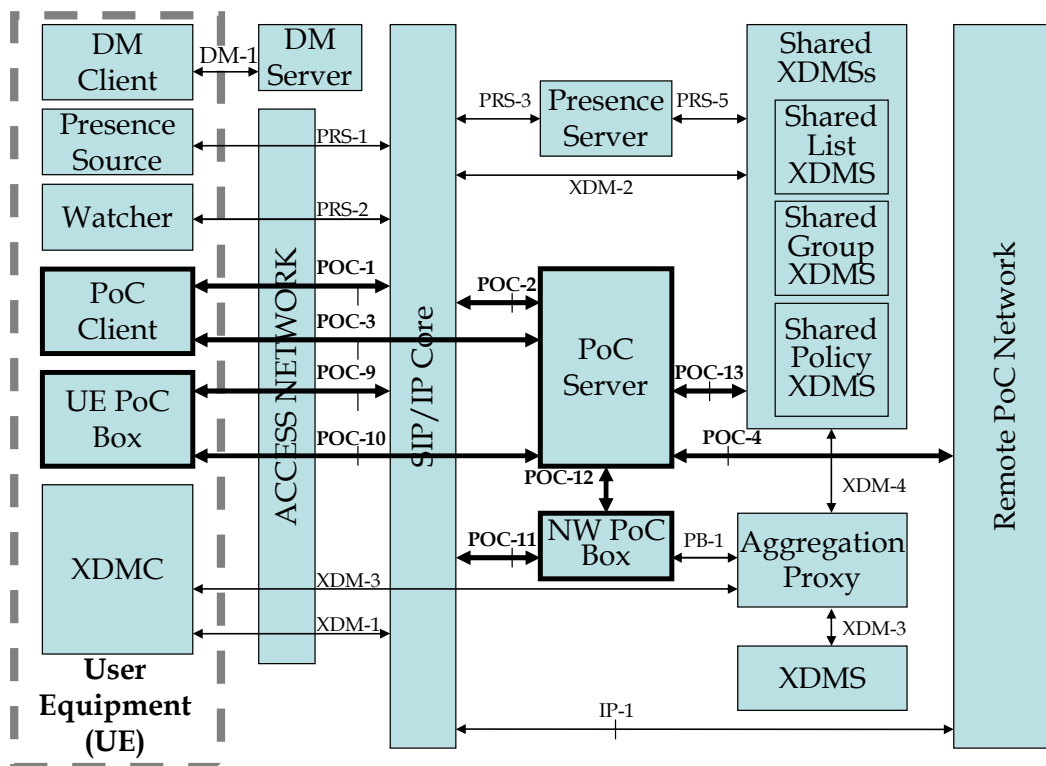 DM
Client
DM-1
DM
Server
Presence
Source
PRS-1
Watcher
PRS-2
PoC
Client
POC-1
POC-3
UE PoC
Box
POC-9
POC-10
XDMC
XDM-3
XDM-1
User
Equipment
(UE)
ACCESS NETWORK
SIP/IP Core
PRS-3
Presence
Server
PRS-5
XDM-2
POC-2
PoC
Server
POC-13
POC-4
POC-12
POC-11
NW PoC
Box
PB-1
Shared
XDMSs
Shared
List
XDMS
Shared
Group
XDMS
Shared
Policy
XDMS
XDM-4
Aggregation
Proxy
XDM-3
XDMS
IP-1
Remote PoC Network